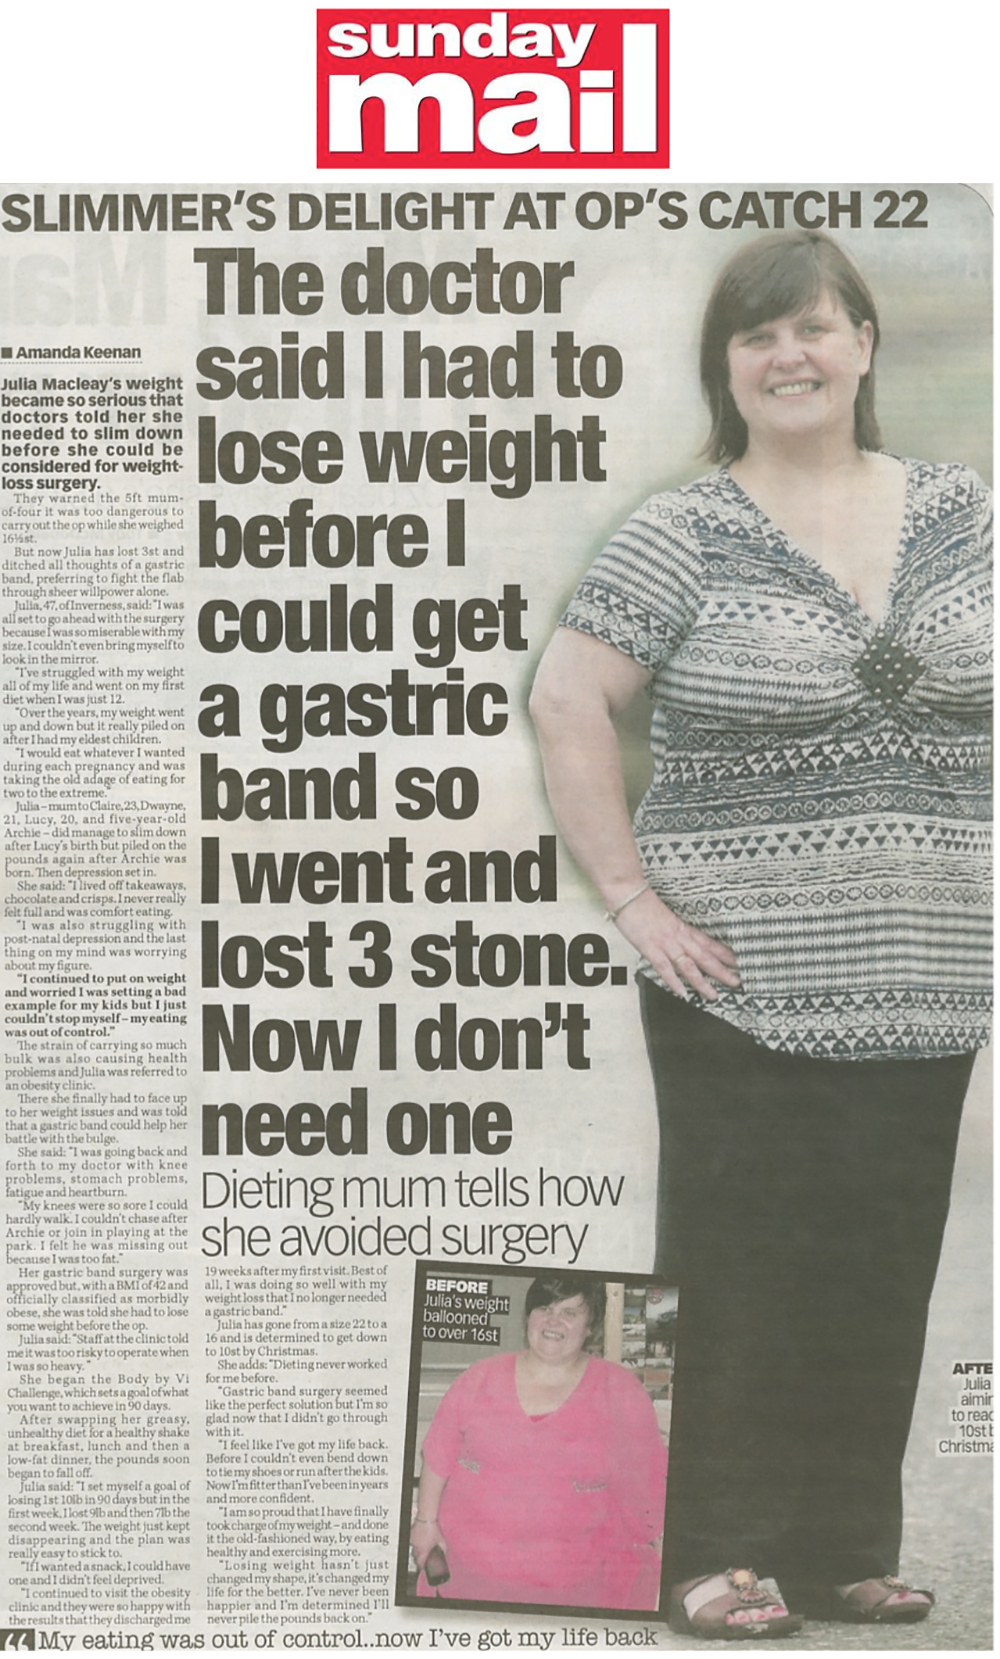 sunday
mail
SLIMMER'S DELIGHT AT OP'S CATCH 22
The doctor
said I had to
lose weight
before I
could get
a gastric
band so
I went and
lost 3 stone.
Now I don't
need one
Dieting mum tells how
she avoided surgery
■ Amanda Keenan
Julia Macleay's weight
became so serious that
doctors told her she
needed to slim down
before she could be
considered for weight-
loss surgery.
They warned the 5ft mum-
of-four it was too dangerous to
carry out the op while she weighed
16½st.
But now Julia has lost 3st and
ditched all thoughts of a gastric
band, preferring to fight the flab
through sheer willpower alone.
Julia, 47, of Inverness, said: "I was
all set to go ahead with the surgery
because I was so miserable with my
size. I couldn't even bring myself to
look in the mirror.
"I've struggled with my weight
all of my life and went on my first
diet when I was just 12.
"Over the years, my weight went
up and down but it really piled on
after I had my eldest children.
"I would eat whatever I wanted
during each pregnancy and was
taking the old adage of eating for
two to the extreme."
Julia – mum to Claire, 23, Dwayne,
21, Lucy, 20, and five-year-old
Archie – did manage to slim down
after Lucy's birth but piled on the
pounds again after Archie was
born. Then depression set in.
She said: "I lived off takeaways,
chocolate and crisps. I never really
felt full and was comfort eating.
"I was also struggling with
post-natal depression and the last
thing on my mind was worrying
about my figure.
"I continued to put on weight
and worried I was setting a bad
example for my kids but I just
couldn't stop myself – my eating
was out of control."
The strain of carrying so much
bulk was also causing health
problems and Julia was referred to
an obesity clinic.
There she finally had to face up
to her weight issues and was told
that a gastric band could help her
battle with the bulge.
She said: "I was going back and
forth to my doctor with knee
problems, stomach problems,
fatigue and heartburn.
"My knees were so sore I could
hardly walk. I couldn't chase after
Archie or join in playing at the
park. I felt he was missing out
because I was too fat."
Her gastric band surgery was
approved but, with a BMI of 42 and
officially classified as morbidly
obese, she was told she had to lose
some weight before the op.
Julia said: "Staff at the clinic told
me it was too risky to operate when
I was so heavy."
She began the Body by Vi
Challenge, which sets a goal of what
you want to achieve in 90 days.
After swapping her greasy,
unhealthy diet for a healthy shake
at breakfast, lunch and then a
low-fat dinner, the pounds soon
began to fall off.
Julia said: "I set myself a goal of
losing 1st 10lb in 90 days but in the
first week, I lost 9lb and then 7lb the
second week. The weight just kept
disappearing and the plan was
really easy to stick to.
"If I wanted a snack, I could have
one and I didn't feel deprived.
"I continued to visit the obesity
clinic and they were so happy with
the results that they discharged me
19 weeks after my first visit. Best of
all, I was doing so well with my
weight loss that I no longer needed
a gastric band."
Julia has gone from a size 22 to a
16 and is determined to get down
to 10st by Christmas.
She adds: "Dieting never worked
for me before.
"Gastric band surgery seemed
like the perfect solution but I'm so
glad now that I didn't go through
with it.
"I feel like I've got my life back.
Before I couldn't even bend down
to tie my shoes or run after the kids.
Now I'm fitter than I've been in years
and more confident.
"I am so proud that I have finally
took charge of my weight – and done
it the old-fashioned way, by eating
healthy and exercising more.
"Losing weight hasn't just
changed my shape, it's changed my
life for the better. I've never been
happier and I'm determined I'll
never pile the pounds back on."
BEFORE
Julia's weight
ballooned
to over 16st
AFTE
Julia
aimin
to reac
10st b
Christma
“My eating was out of control..now I've got my life back